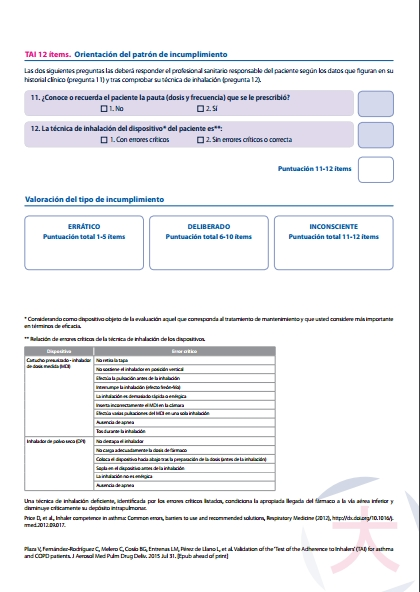 TAI 12 ítems. Orientación del patrón de incumplimiento
Las dos siguientes preguntas las deberá responder el profesional sanitario responsable del paciente según los datos que figuran en su
historial clínico (pregunta 11) y tras comprobar su técnica de inhalación (pregunta 12).
11. ¿Conoce o recuerda el paciente la pauta (dosis y frecuencia) que se le prescribió?
1. No 2. Sí
12. La técnica de inhalación del dispositivo* del paciente es**:
1. Con errores críticos 2. Sin errores críticos o correcta
Puntuación 11-12 ítems
Valoración del tipo de incumplimiento
ERRÁTICO DELIBERADO INCONSCIENTE
Puntuación total 1-5 ítems Puntuación total 6-10 ítems Puntuación total 11-12 ítems
* Considerando como dispositivo objeto de la evaluación aquel que corresponda al tratamiento de mantenimiento y que usted considere más importante
en términos de eficacia.
** Relación de errores críticos de la técnica de inhalación de los dispositivos.
Dispositivo Error crítico
Cartucho presurizado - inhalador No retira la tapa
de dosis medida (MDI) No sostiene el inhalador en posición vertical
Efectúa la pulsación antes de la inhalación
Interrumpe la inhalación (efecto freón-frío)
La inhalación es demasiado rápida o enérgica
Inserta incorrectamente el MDI en la cámara
Efectúa varias pulsaciones del MDI en una sola inhalación
Ausencia de apnea
Tos durante la inhalación
Inhalador de polvo seco (DPI) No destapa el inhalador
No carga adecuadamente la dosis de fármaco
Coloca el dispositivo hacia abajo tras la preparación de la dosis (antes de la inhalación)
Sopla en el dispositivo antes de la inhalación
La inhalación no es enérgica
Ausencia de apnea
Una técnica de inhalación deficiente, identificada por los errores críticos listados, condiciona la apropiada llegada del fármaco a la vía aérea inferior y
disminuye críticamente su depósito intrapulmonar.
Price D, et al., Inhaler competence in asthma: Common errors, barriers to use and recommended solutions, Respiratory Medicine (2012), http://dx.doi.org/10.1016/j.
rmed.2012.09.017.
Plaza V, Fernández-Rodríguez C, Melero C, Cosío BG, Entrenas LM, Pérez de Llano L, et al. Validation of the 'Test of the Adherence to Inhalers' (TAI) for asthma
and COPD patients. J Aerosol Med Pulm Drug Deliv. 2015 Jul 31. [Epub ahead of print]